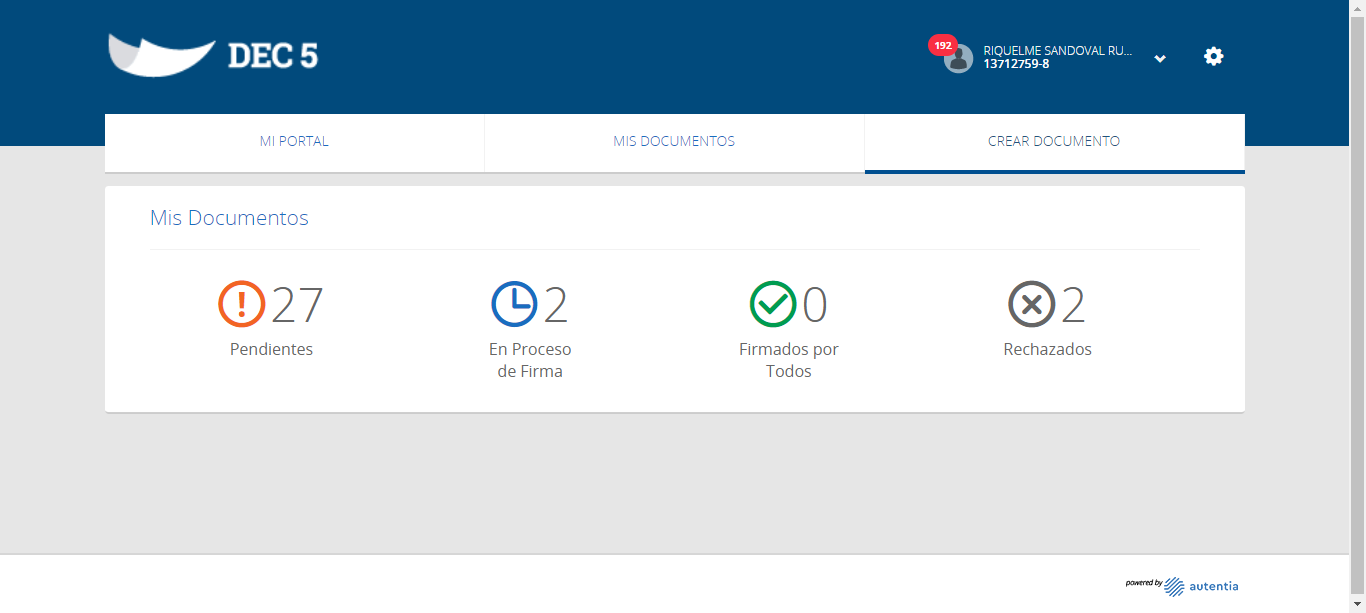 DEC 5
192
RIQUELME SANDOVAL RU...
13712759-8
MI PORTAL
MIS DOCUMENTOS
CREAR DOCUMENTO
Mis Documentos
27
Pendientes
2
En Proceso
de Firma
0
Firmados por
Todos
2
Rechazados
powered by autentia